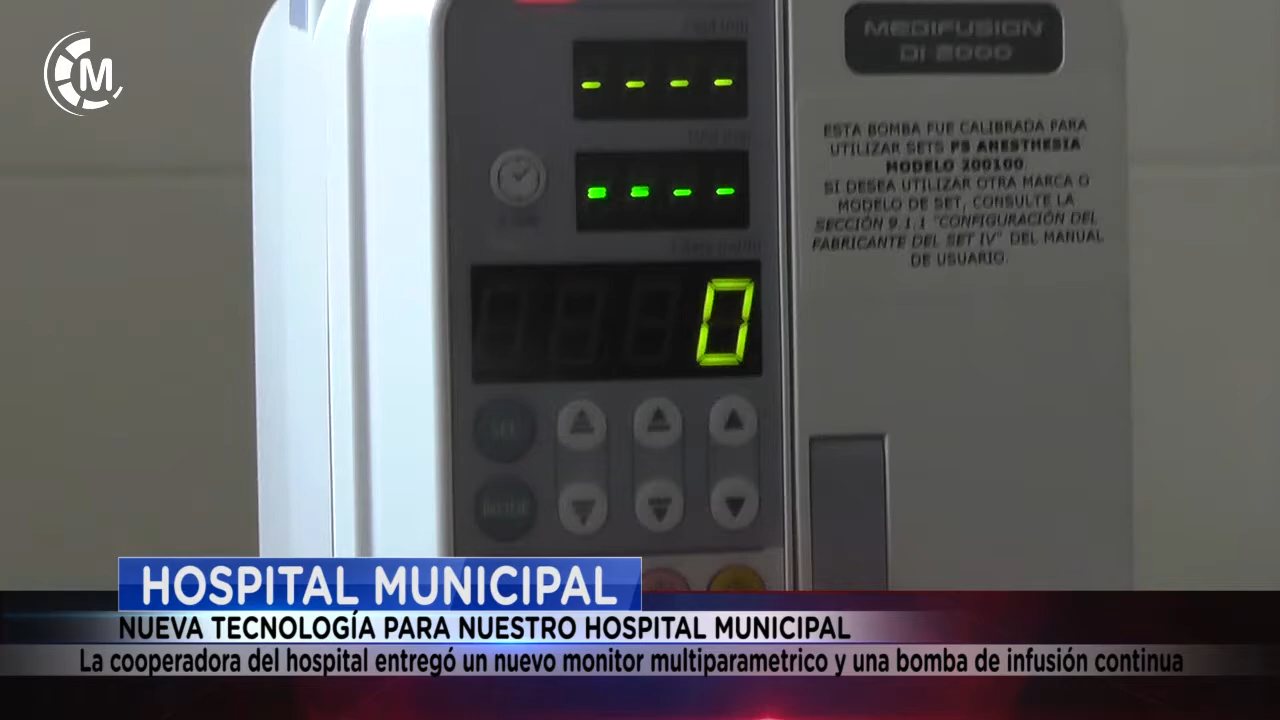 M
MEDIFUSION
DI 2000
ESTA BOMBA FUE CALIBRADA PARA
UTILIZAR SETS PS ANESTHESIA
MODELO 200100
SI DESEA UTILIZAR OTRA MARCA O
MODELO DE SET, CONSULTE LA
SECCIÓN 9.1.1 "CONFIGURACIÓN DEL
FABRICANTE DEL SET IV" DEL MANUAL
DE USUARIO.
- - - -
- - - -
0
MODE
HOSPITAL MUNICIPAL
NUEVA TECNOLOGÍA PARA NUESTRO HOSPITAL MUNICIPAL
La cooperadora del hospital entregó un nuevo monitor multiparametrico y una bomba de infusión continua